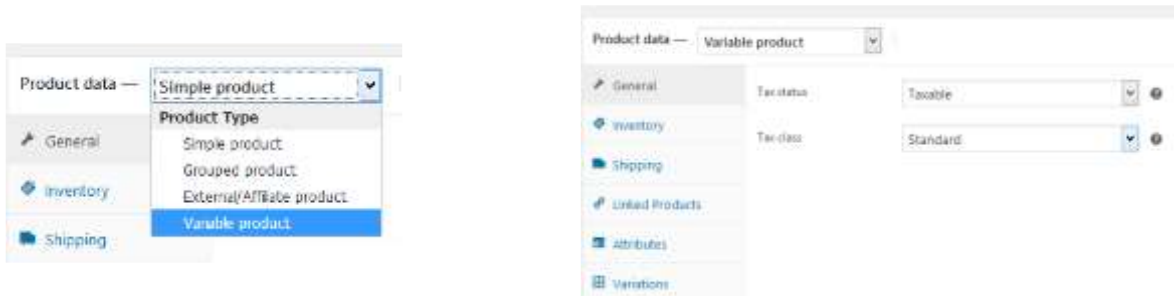 Product data — Simple product
Product Type
Simple product
Grouped product
External/Affiliate product
Variable product
General
Inventory
Shipping
Product data — Variable product
General
Inventory
Shipping
Linked Products
Attributes
Variations
Tax status Taxable
Tax class Standard